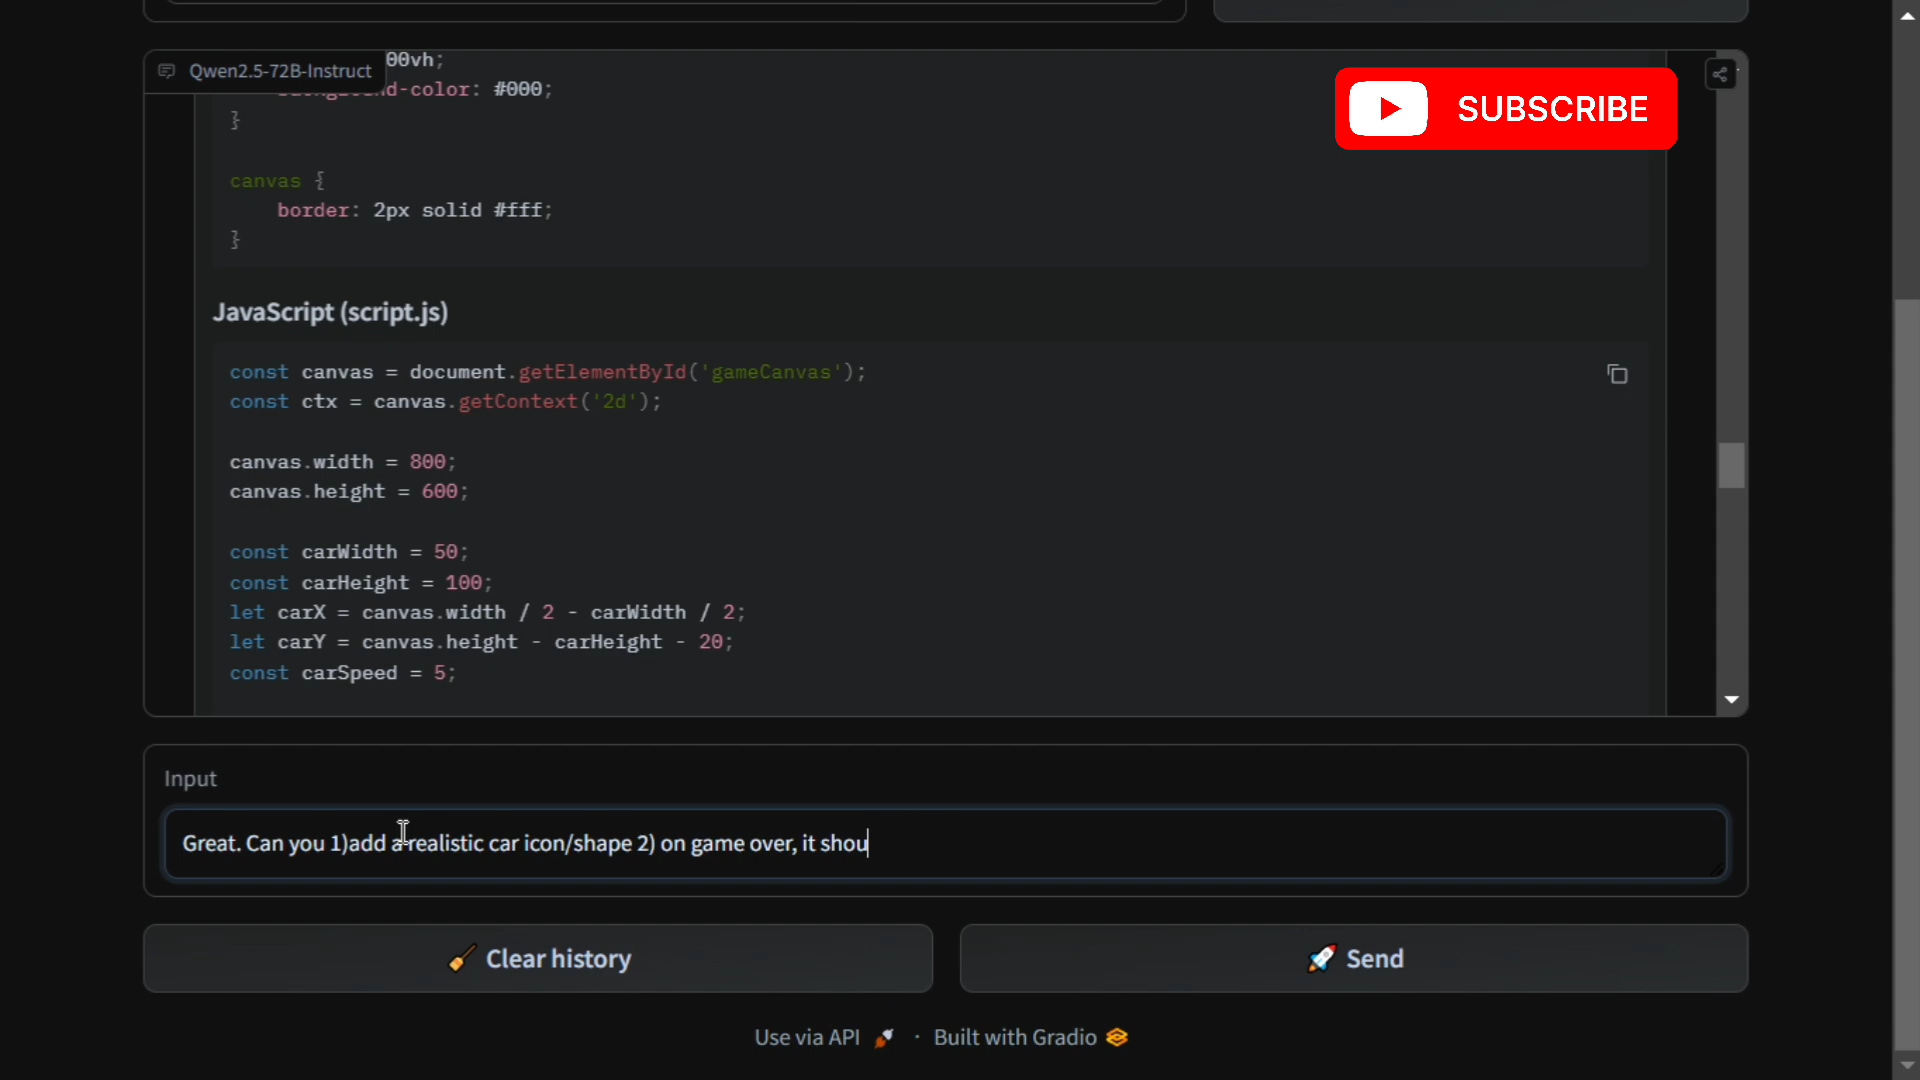 Qwen2.5-72B-Instruct
00vh;
background-color: #000;
}
SUBSCRIBE
canvas {
border: 2px solid #fff;
}
JavaScript (script.js)
const canvas = document.getElementById('gameCanvas');
const ctx = canvas.getContext('2d');
canvas.width = 800;
canvas.height = 600;
const carWidth = 50;
const carHeight = 100;
let carX = canvas.width / 2 - carWidth / 2;
let carY = canvas.height - carHeight - 20;
const carSpeed = 5;
Input
Great. Can you 1)add a realistic car icon/shape 2) on game over, it shou
Clear history
Send
Use via API · Built with Gradio